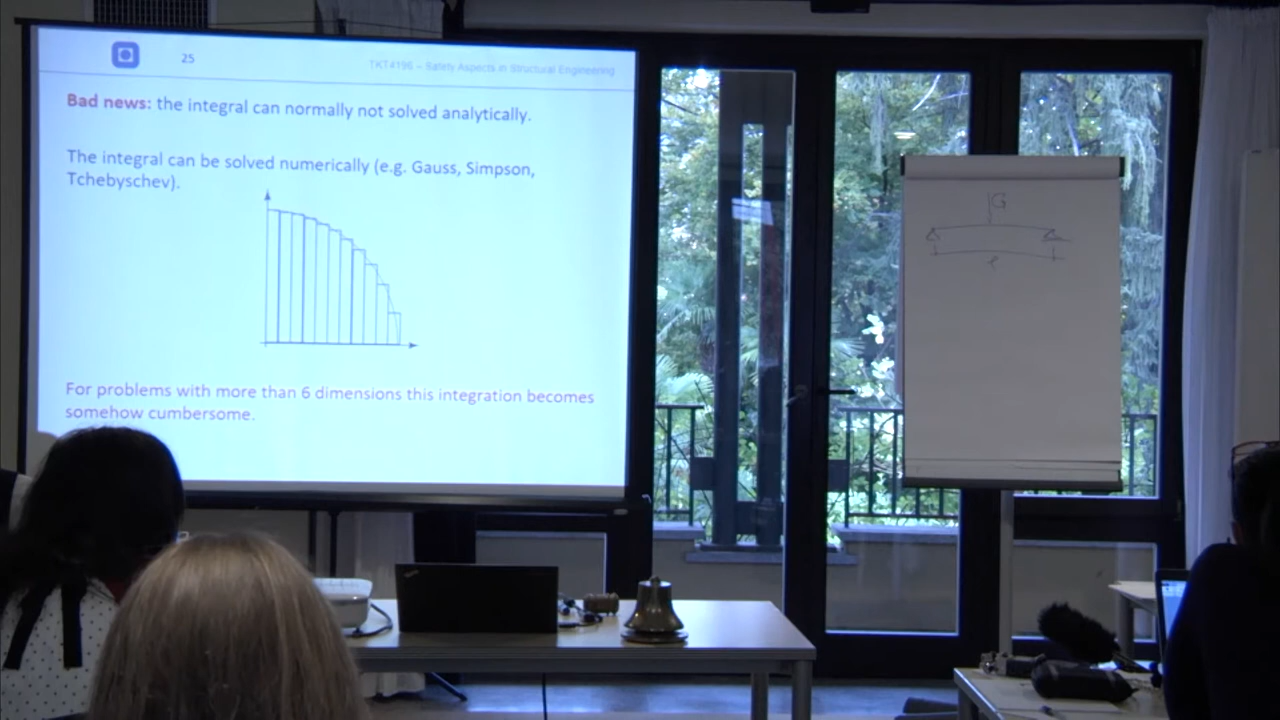 25
TKT4196 – Safety Aspects in Structural Engineering
Bad news: the integral can normally not solved analytically.
The integral can be solved numerically (e.g. Gauss, Simpson,
Tchebyschev).
For problems with more than 6 dimensions this integration becomes
somehow cumbersome.
G